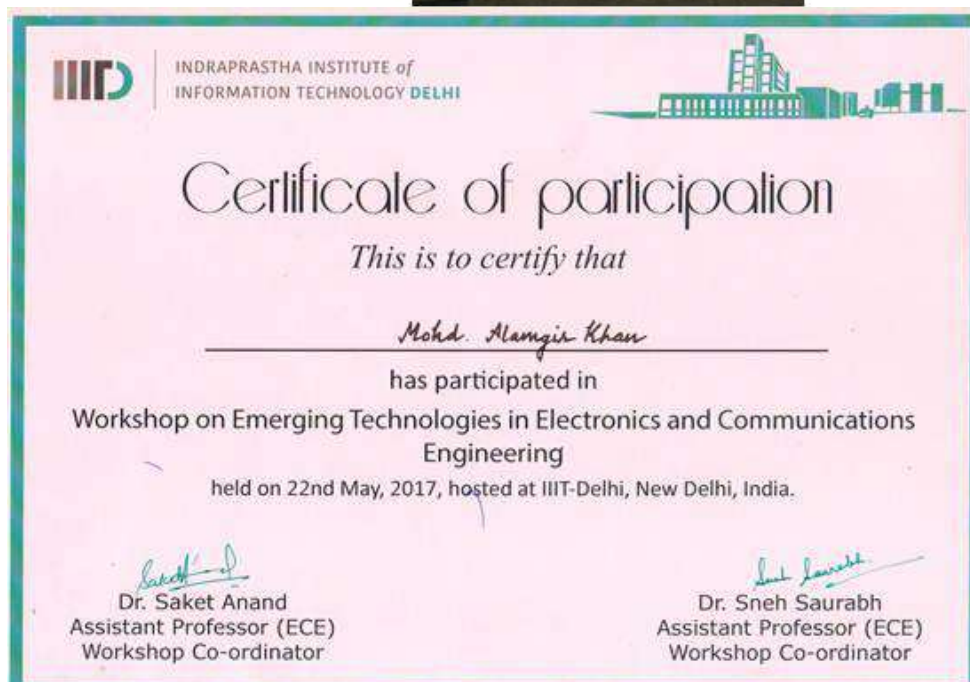 INDRAPRASTHA INSTITUTE of
INFORMATION TECHNOLOGY DELHI
Certificate of participation
This is to certify that
Mohd. Alamgir Khan
has participated in
Workshop on Emerging Technologies in Electronics and Communications
Engineering
held on 22nd May, 2017, hosted at IIIT-Delhi, New Delhi, India.
Dr. Saket Anand
Assistant Professor (ECE)
Workshop Co-ordinator
Dr. Sneh Saurabh
Assistant Professor (ECE)
Workshop Co-ordinator